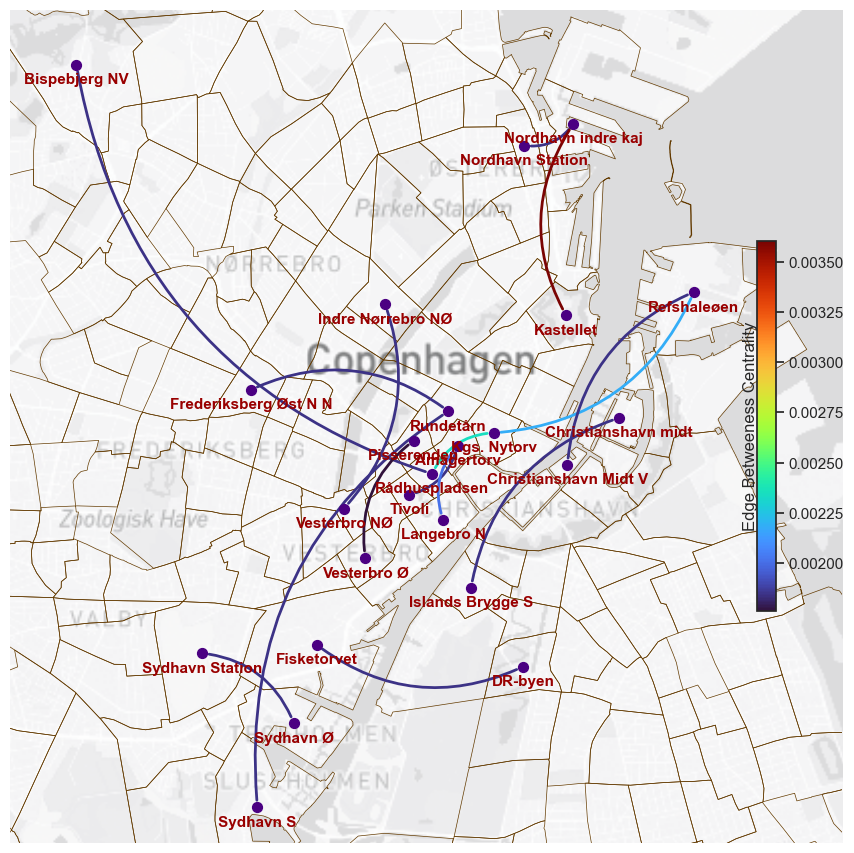 Bispebjerg NV
Nordhavn indre kaj
Nordhavn Station
ØSTERBRO
Parken Stadium
NØRREBRO
0.00350
Refshaleøen
0.00325
Indre Nørrebro NØ
Kastellet
Copenhagen
0.00300
Frederiksberg Øst N N
0.00275
Rundetårn
Christianshavn midt
Kgs. Nytorv
FREDERIKSBERG
Pisserenden
Amagertorv
0.00250
Edge Betweeness Centrality
Christianshavn Midt V
Rådhuspladsen
Tivoli
CHRISTIANSHAVN
0.00225
Zoologisk Have
Vesterbro NØ
Langebro N
VESTERBRO
0.00200
Vesterbro Ø
Islands Brygge S
VALBY
Fisketorvet
Sydhavn Station
DR-byen
TEGLHOLMEN
Sydhavn Ø
SLUSEHOLMEN
Sydhavn S